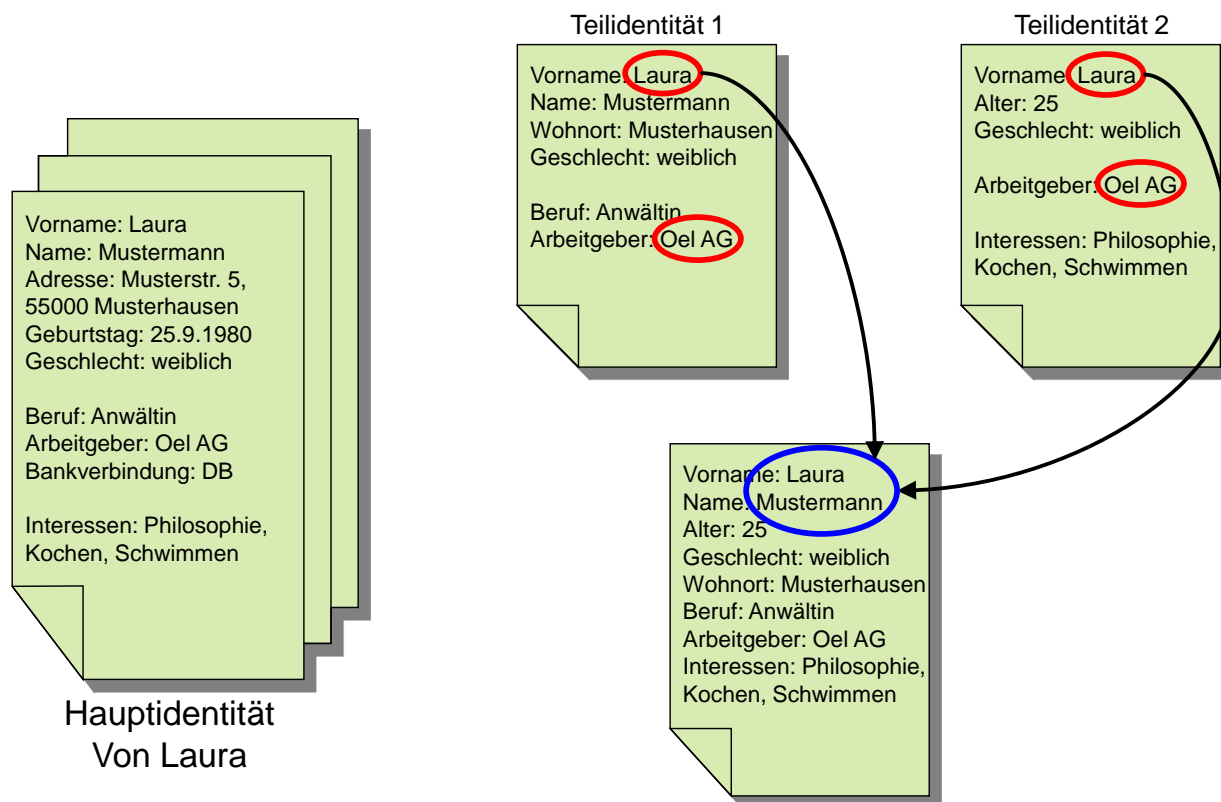 Teilidentität 1
Vorname: Laura
Name: Mustermann
Wohnort: Musterhausen
Geschlecht: weiblich
Beruf: Anwältin
Arbeitgeber: Oel AG
Teilidentität 2
Vorname: Laura
Alter: 25
Geschlecht: weiblich
Arbeitgeber: Oel AG
Interessen: Philosophie,
Kochen, Schwimmen
Vorname: Laura
Name: Mustermann
Adresse: Musterstr. 5,
55000 Musterhausen
Geburtstag: 25.9.1980
Geschlecht: weiblich
Beruf: Anwältin
Arbeitgeber: Oel AG
Bankverbindung: DB
Interessen: Philosophie,
Kochen, Schwimmen
Hauptidentität
Von Laura
Vorname: Laura
Name: Mustermann
Alter: 25
Geschlecht: weiblich
Wohnort: Musterhausen
Beruf: Anwältin
Arbeitgeber: Oel AG
Interessen: Philosophie,
Kochen, Schwimmen